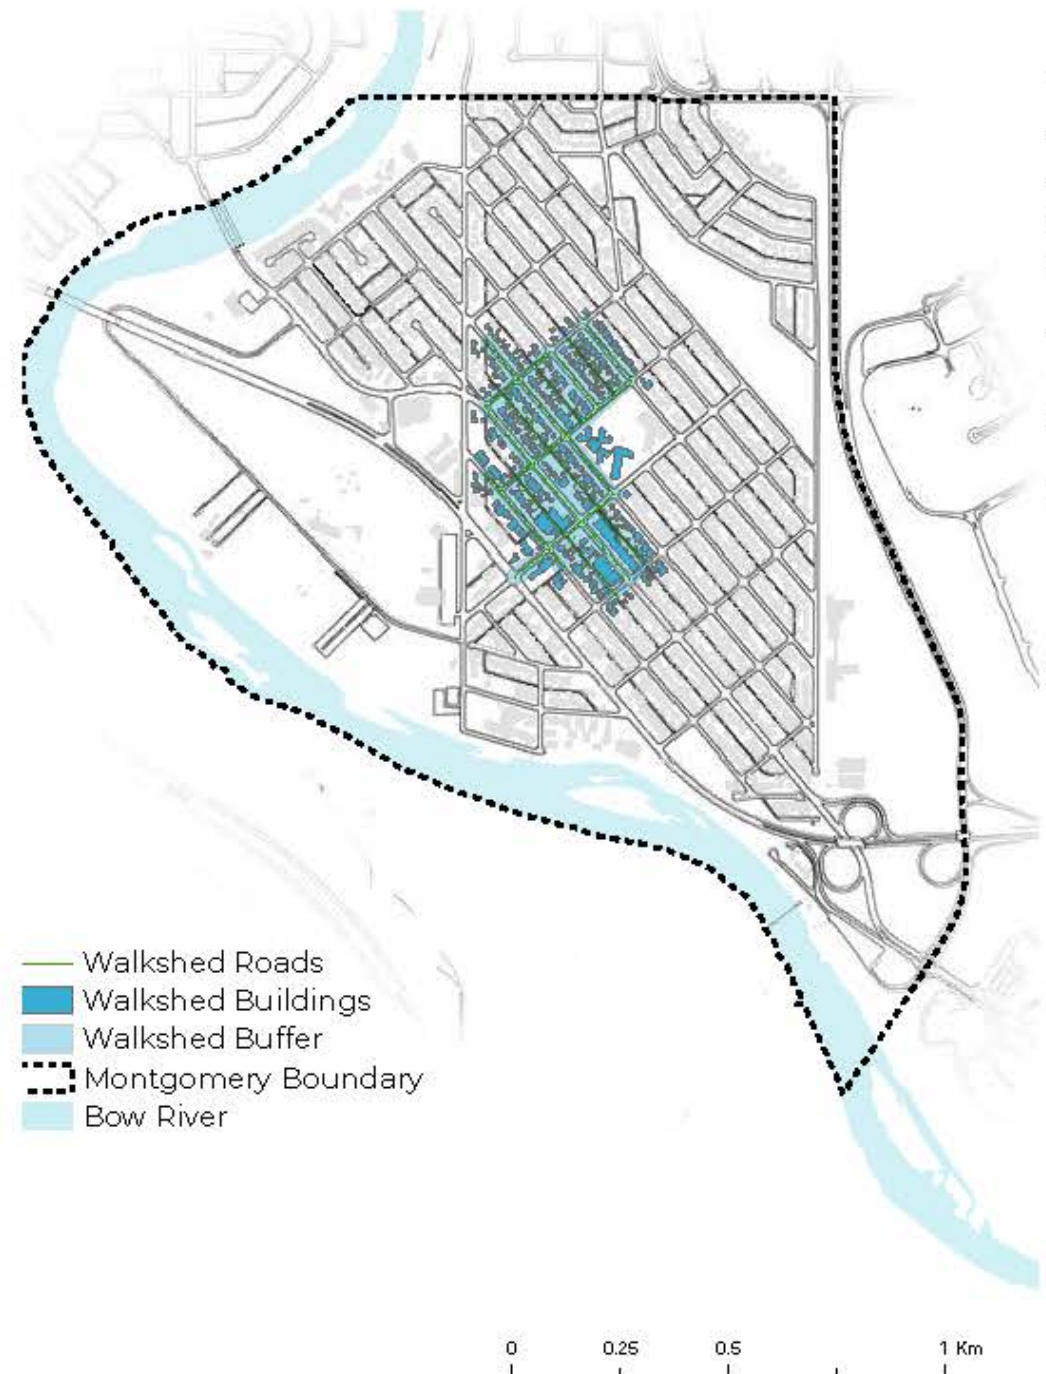 Walkshed Roads
Walkshed Buildings
Walkshed Buffer
Montgomery Boundary
Bow River
0 0.25 0.5 1 Km